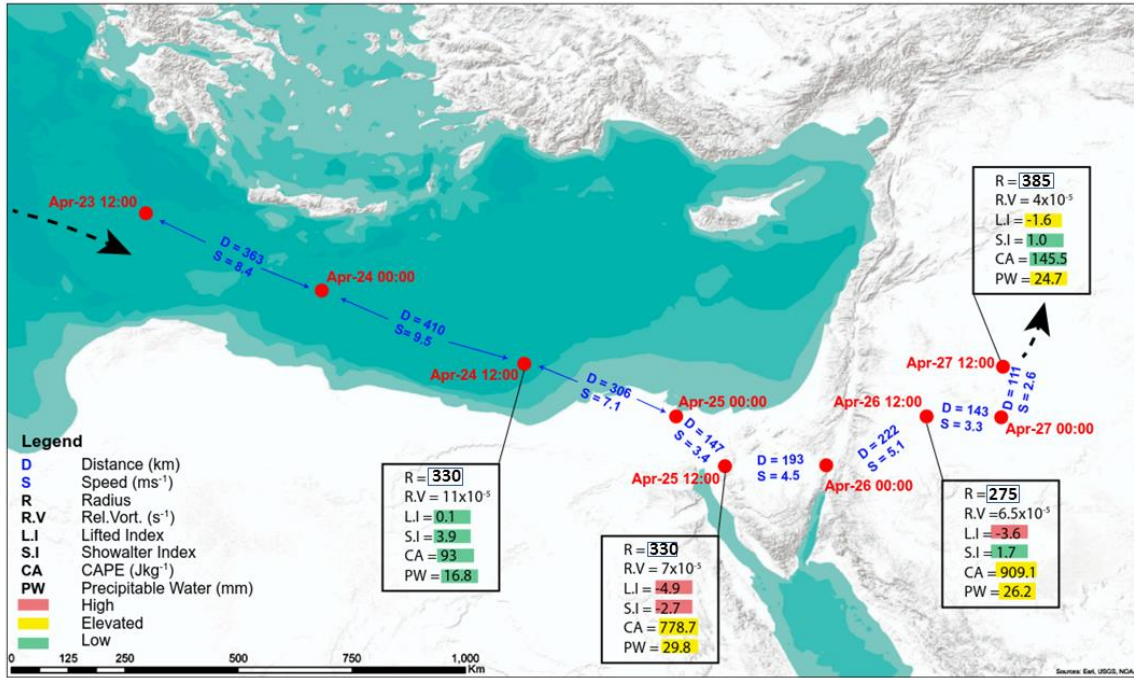 Apr-23 12:00
D = 363
S = 8.4
Apr-24 00:00
D = 410
S= 9.5
Apr-24 12:00
D = 306
S = 7.1
Apr-25 00:00
D = 147
S = 3.4
Apr-25 12:00
D = 193
S = 4.5
Apr-26 00:00
D = 222
S = 5.1
Apr-26 12:00
D = 143
S = 3.3
Apr-27 00:00
D = 111
S = 2.6
Apr-27 12:00
R = 385
R.V = 4x10⁻⁵
L.I = -1.6
S.I = 1.0
CA = 145.5
PW = 24.7
R = 330
R.V = 11x10⁻⁵
L.I = 0.1
S.I = 3.9
CA = 93
PW = 16.8
R = 330
R.V = 7x10⁻⁵
L.I = -4.9
S.I = -2.7
CA = 778.7
PW = 29.8
R = 275
R.V =6.5x10⁻⁵
L.I = -3.6
S.I = 1.7
CA = 909.1
PW = 26.2
Legend
D Distance (km)
S Speed (ms⁻¹)
R Radius
R.V Rel.Vort. (s⁻¹)
L.I Lifted Index
S.I Showalter Index
CA CAPE (Jkg⁻¹)
PW Precipitable Water (mm)
High
Elevated
Low
0 125 250 500 750 1,000
Km
Sources: Esri, USGS, NOAA